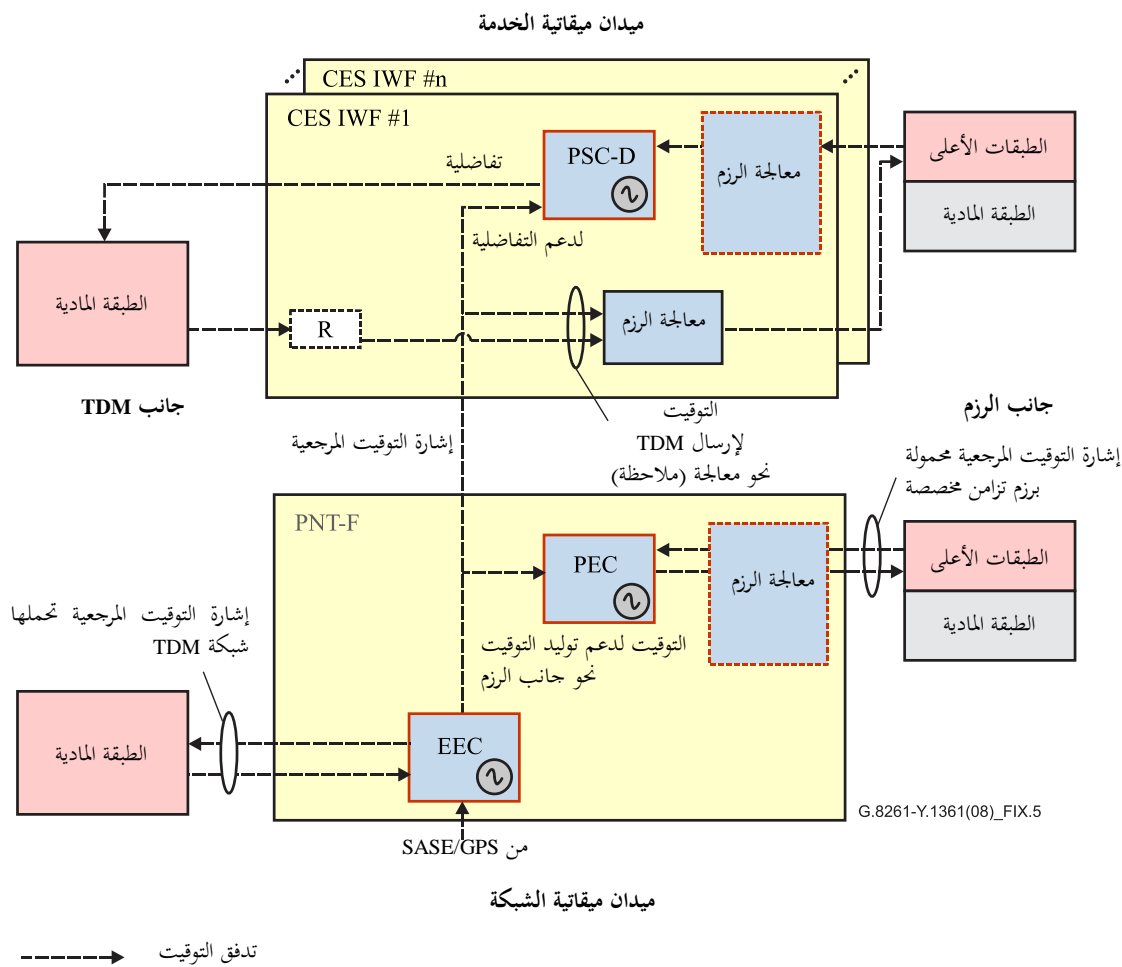 ميدان ميقاتية الخدمة
CES IWF #n
CES IWF #1
PSC-D
معالجة الرزم
الطبقات الأعلى
الطبقة المادية
تفاضلية
لدعم التفاضلية
الطبقة المادية
R
معالجة الرزم
جانب TDM
جانب الرزم
التوقيت
لإرسال TDM
نحو معالجة (ملاحظة)
إشارة التوقيت المرجعية
إشارة التوقيت المرجعية محمولة
برزم تزامن مخصصة
PNT-F
PEC
معالجة الرزم
الطبقات الأعلى
الطبقة المادية
إشارة التوقيت المرجعية تحملها
شبكة TDM
التوقيت لدعم توليد التوقيت
نحو جانب الرزم
الطبقة المادية
EEC
G.8261-Y.1361(08)_FIX.5
من SASE/GPS
ميدان ميقاتية الشبكة
تدفق التوقيت